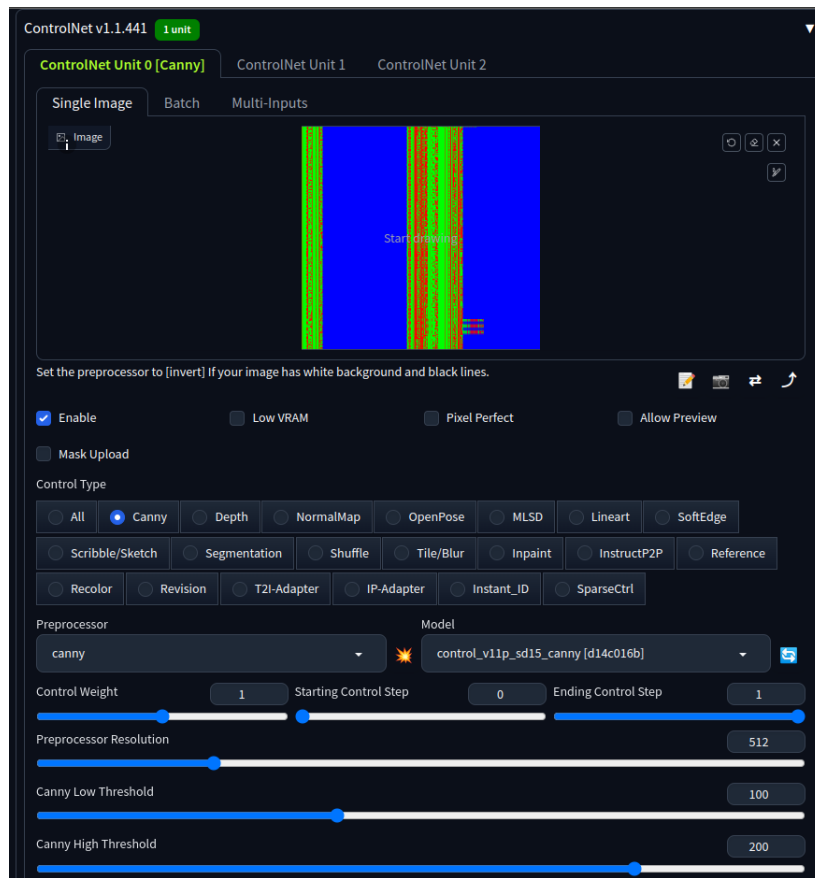 ControlNet v1.1.441 1 unit
ControlNet Unit 0 [Canny] ControlNet Unit 1 ControlNet Unit 2
Single Image Batch Multi-Inputs
Image
Start drawing
Set the preprocessor to [invert] If your image has white background and black lines.
Enable Low VRAM Pixel Perfect Allow Preview
Mask Upload
Control Type
All Canny Depth NormalMap OpenPose MLSD Lineart SoftEdge
Scribble/Sketch Segmentation Shuffle Tile/Blur Inpaint InstructP2P Reference
Recolor Revision T2I-Adapter IP-Adapter Instant_ID SparseCtrl
Preprocessor Model
canny control_v11p_sd15_canny [d14c016b]
Control Weight 1 Starting Control Step 0 Ending Control Step 1
Preprocessor Resolution 512
Canny Low Threshold 100
Canny High Threshold 200